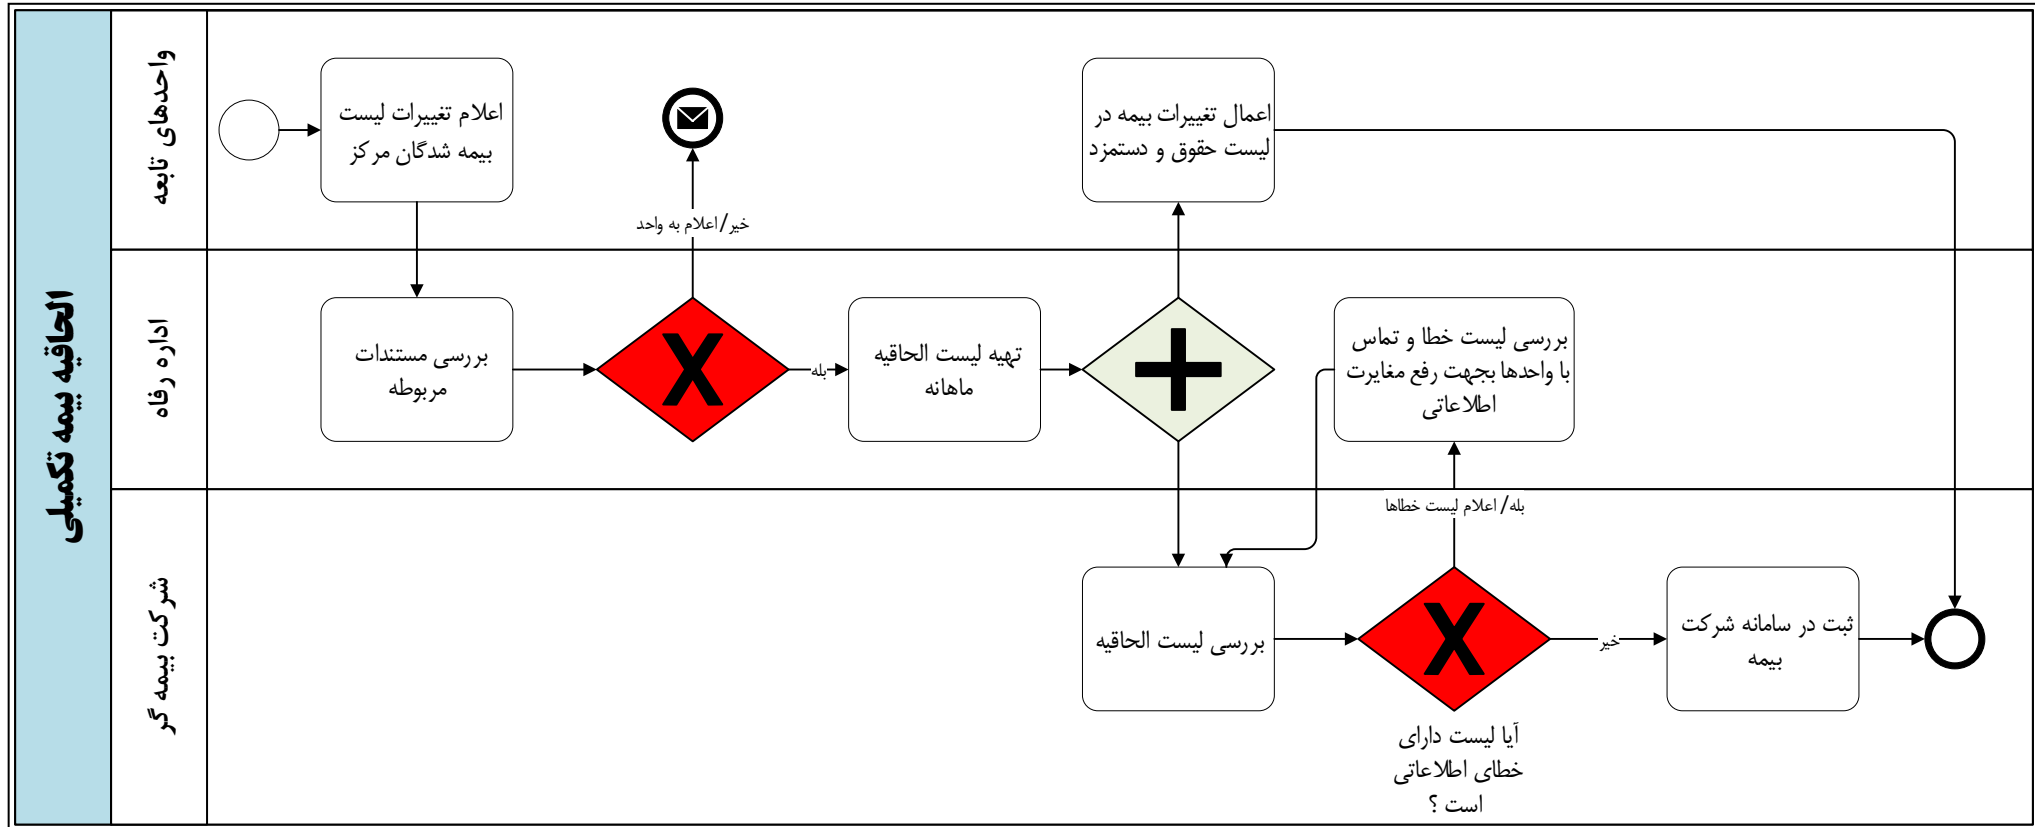 الحاقیه بیمه تکمیلی
واحدهای تابعه
اعلام تغییرات لیست
بیمه شدگان مرکز
خیر/اعلام به واحد
اعمال تغییرات بیمه در
لیست حقوق و دستمزد
اداره رفاه
بررسی مستندات
مربوطه
X
بله
تهیه لیست الحاقیه
ماهانه
بررسی لیست خطا و تماس
با واحدها بجهت رفع مغایرت
اطلاعاتی
شرکت بیمه گر
بله/ اعلام لیست خطاها
بررسی لیست الحاقیه
X
خیر
ثبت در سامانه شرکت
بیمه
آیا لیست دارای
خطای اطلاعاتی
است ؟